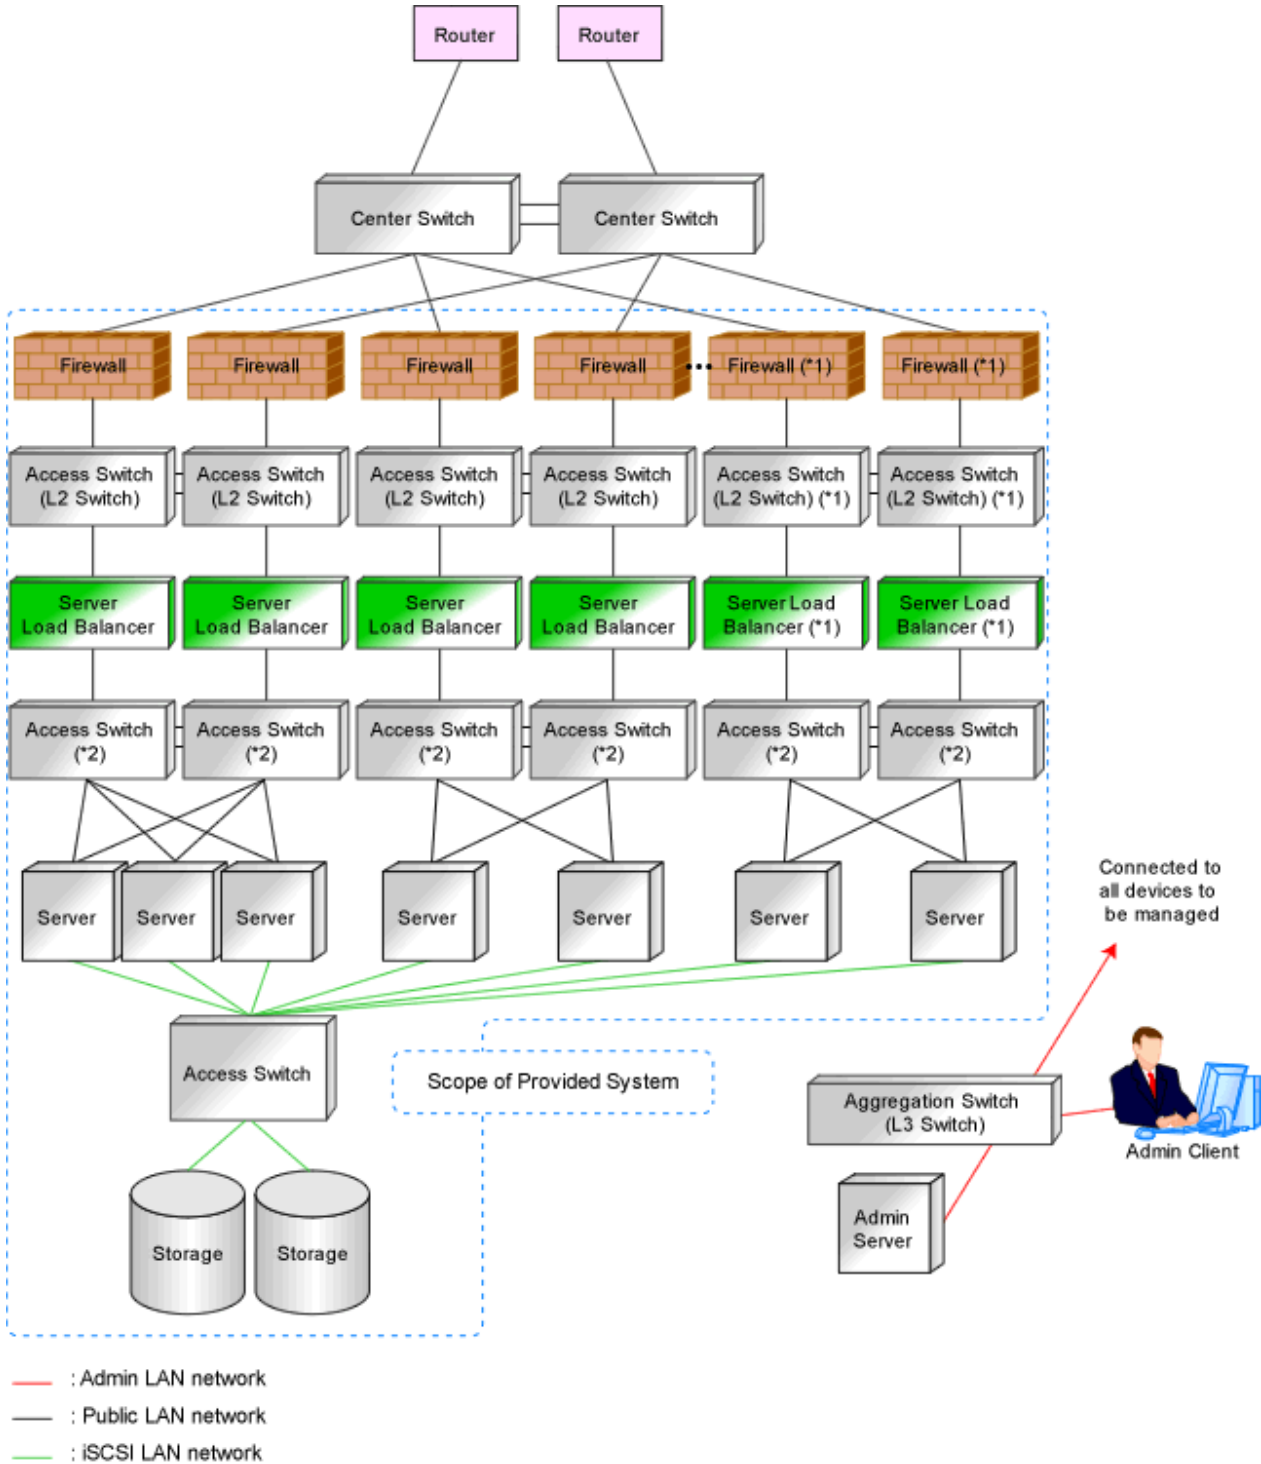 Router
Router
Center Switch
Center Switch
Firewall
Firewall
Firewall
Firewall
Firewall (*1)
Firewall (*1)
Access Switch
(L2 Switch)
Access Switch
(L2 Switch)
Access Switch
(L2 Switch)
Access Switch
(L2 Switch)
Access Switch
(L2 Switch) (*1)
Access Switch
(L2 Switch) (*1)
Server
Load Balancer
Server
Load Balancer
Server
Load Balancer
Server
Load Balancer
Server Load
Balancer (*1)
Server Load
Balancer (*1)
Access Switch
(*2)
Access Switch
(*2)
Access Switch
(*2)
Access Switch
(*2)
Access Switch
(*2)
Access Switch
(*2)
Server
Server
Server
Server
Server
Server
Server
Connected to
all devices to
be managed
Access Switch
Scope of Provided System
Aggregation Switch
(L3 Switch)
Admin Client
Admin
Server
Storage
Storage
: Admin LAN network
: Public LAN network
: iSCSI LAN network